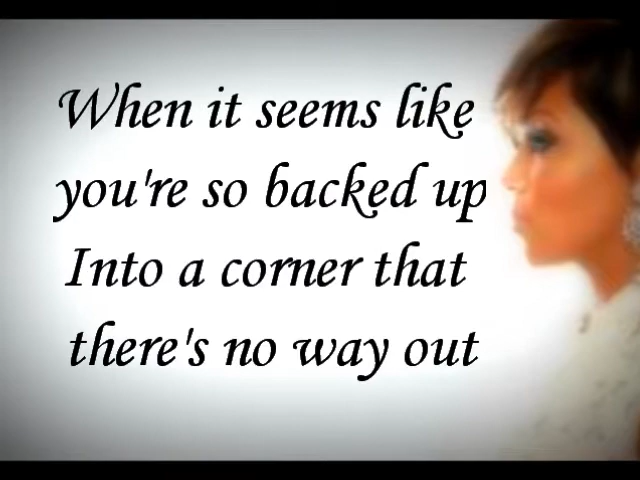 When it seems like
you're so backed up
Into a corner that
there's no way out